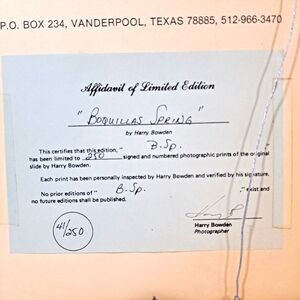 P.O. BOX 234, VANDERPOOL, TEXAS 78885, 512-966-3470
Affidavit of Limited Edition
"BOQUILLAS SPRING"
by Harry Bowden
This certifies that this edition, " B. Sp. "
has been limited to 250 signed and numbered photographic prints of the original
slide by Harry Bowden.
Each print has been personally inspected by Harry Bowden and verified by his signature.
No prior editions of " B. Sp. " exist and
no future editions shall be published.
41/250
Harry Bowden
Photographer